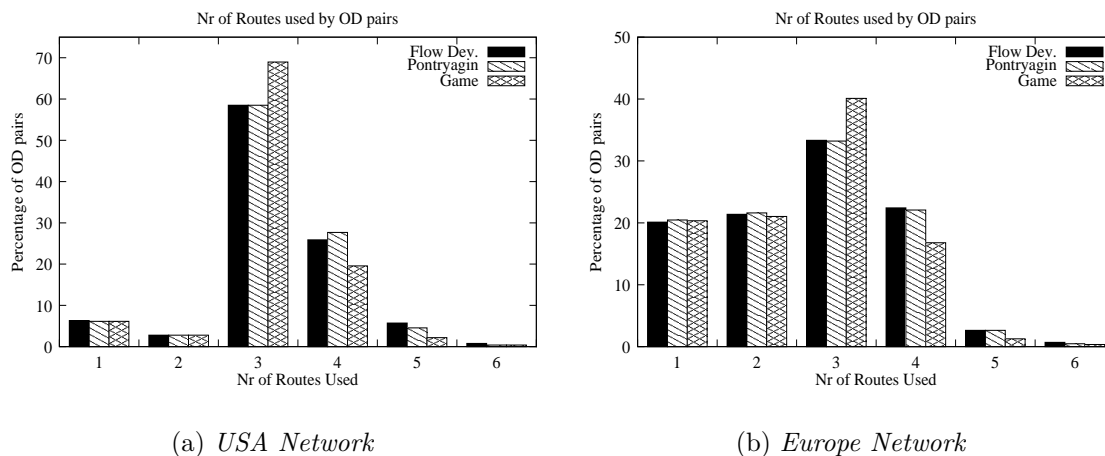 Nr of Routes used by OD pairs
Percentage of OD pairs
70
60
50
40
30
20
10
0
Flow Dev.
Pontryagin
Game
1 2 3 4 5 6
Nr of Routes Used
(a) USA Network
Nr of Routes used by OD pairs
Percentage of OD pairs
50
40
30
20
10
0
Flow Dev.
Pontryagin
Game
1 2 3 4 5 6
Nr of Routes Used
(b) Europe Network